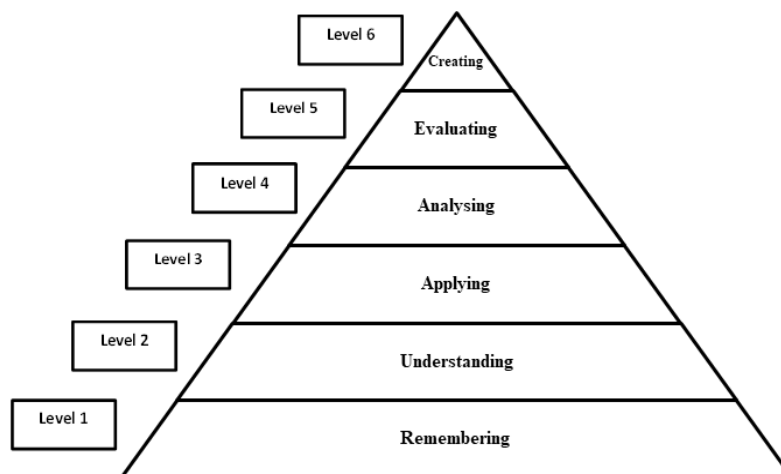 Level 6
Creating
Level 5
Evaluating
Level 4
Analysing
Level 3
Applying
Level 2
Understanding
Level 1
Remembering